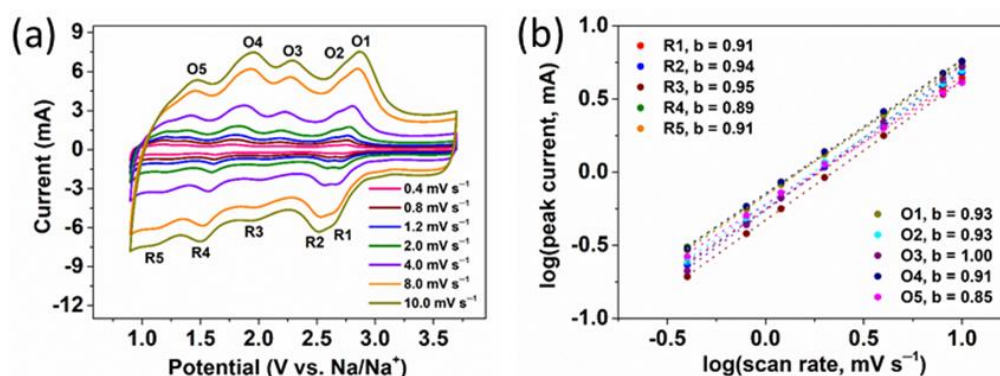 (a)
9
6
3
0
-3
-6
-9
-12
Current (mA)
O5
O4
O3
O2
O1
R5
R4
R3
R2
R1
0.4 mV s⁻¹
0.8 mV s⁻¹
1.2 mV s⁻¹
2.0 mV s⁻¹
4.0 mV s⁻¹
8.0 mV s⁻¹
10.0 mV s⁻¹
1.0 1.5 2.0 2.5 3.0 3.5
Potential (V vs. Na/Na⁺)
(b)
1.0
0.5
0.0
-0.5
-1.0
log(peak current, mA)
R1, b = 0.91
R2, b = 0.94
R3, b = 0.95
R4, b = 0.89
R5, b = 0.91
O1, b = 0.93
O2, b = 0.93
O3, b = 1.00
O4, b = 0.91
O5, b = 0.85
-0.5 0.0 0.5 1.0
log(scan rate, mV s⁻¹)